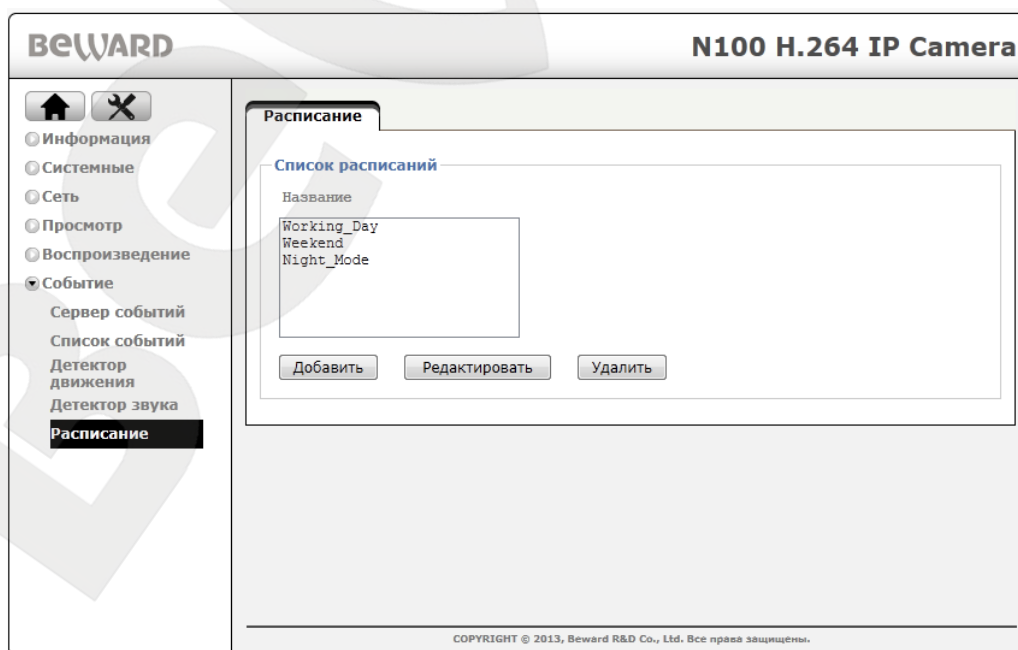 BEWARD
N100 H.264 IP Camera
Информация
Системные
Сеть
Просмотр
Воспроизведение
Событие
Сервер событий
Список событий
Детектор
движения
Детектор звука
Расписание
Расписание
Список расписаний
Название
Working_Day
Weekend
Night_Mode
Добавить
Редактировать
Удалить
COPYRIGHT © 2013, Beward R&D Co., Ltd. Все права защищены.